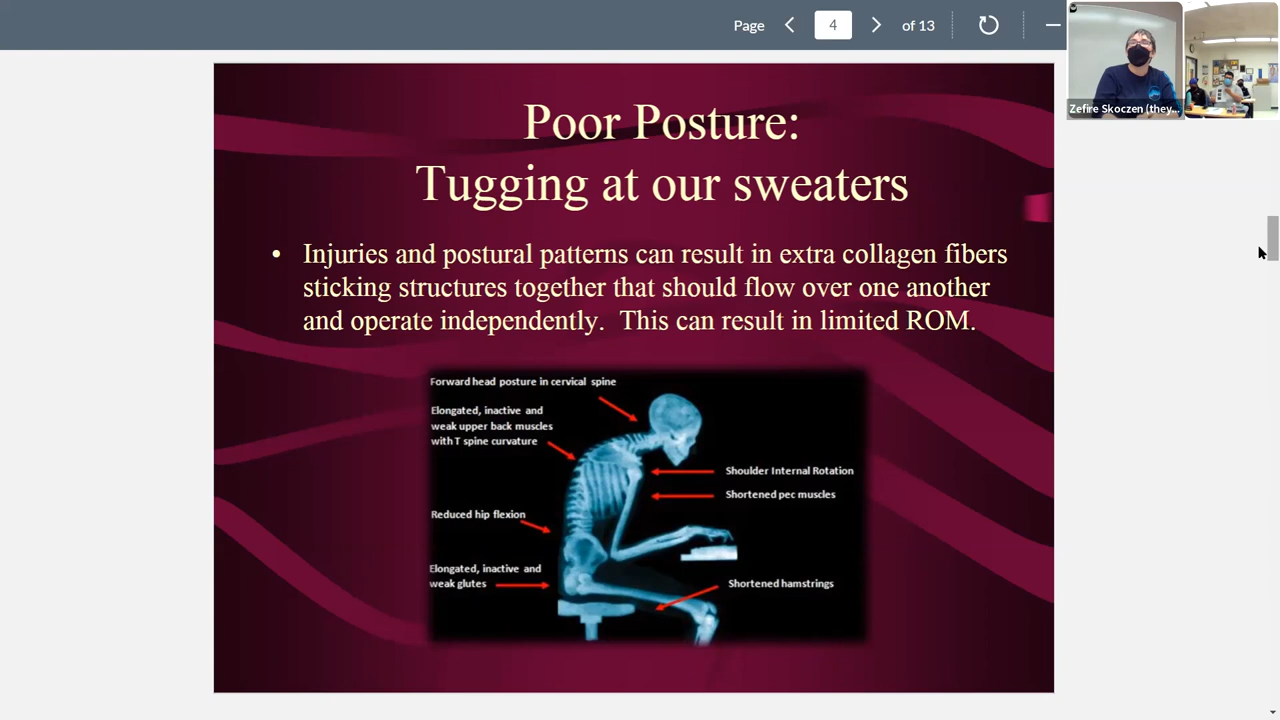 Page 4 of 13
Zefire Skoczen (they...
Poor Posture:
Tugging at our sweaters
• Injuries and postural patterns can result in extra collagen fibers
sticking structures together that should flow over one another
and operate independently. This can result in limited ROM.
Forward head posture in cervical spine
Elongated, inactive and
weak upper back muscles
with T spine curvature
Shoulder Internal Rotation
Shortened pec muscles
Reduced hip flexion
Elongated, inactive and
weak glutes
Shortened hamstrings